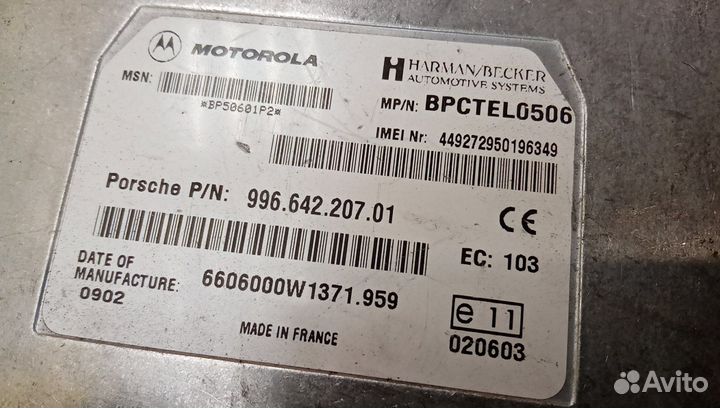 MOTOROLA
HARMAN/BECKER
AUTOMOTIVE SYSTEMS
MSN:
*BP50601P2*
MP/N: BPCTEL0506
IMEI Nr: 449272950196349
Porsche P/N: 996.642.207.01
CE
EC: 103
DATE OF
MANUFACTURE:
0902
6606000W1371.959
e 11
020603
MADE IN FRANCE
Avito